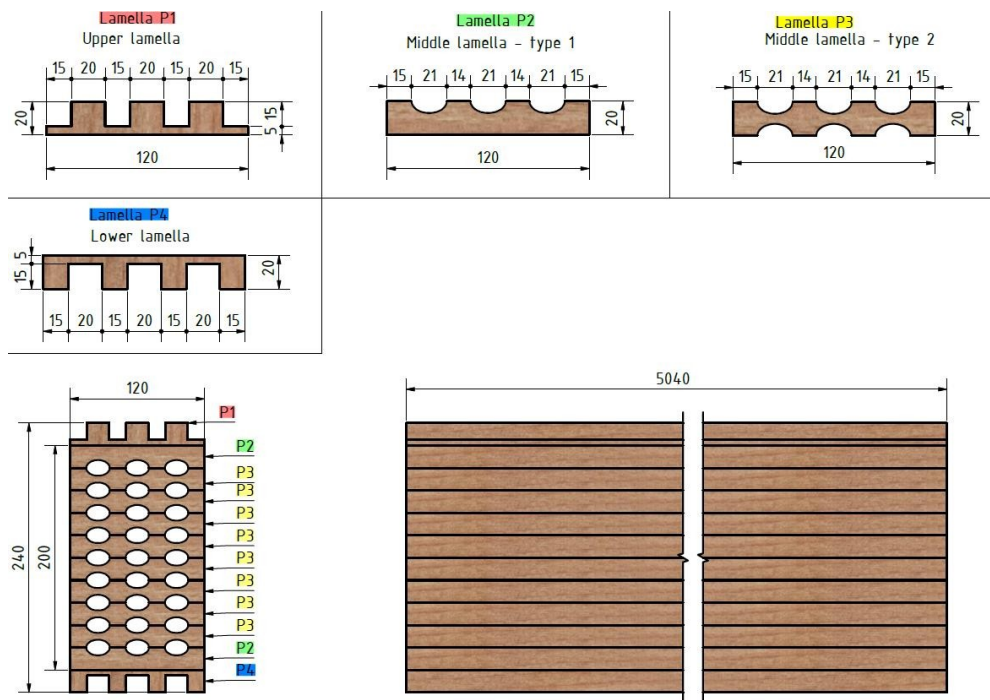 Lamella P1
Upper lamella
15 20 15 20 15 20 15
20
15
5
120
Lamella P2
Middle lamella - type 1
15 21 14 21 14 21 15
20
120
Lamella P3
Middle lamella - type 2
15 21 14 21 14 21 15
20
120
Lamella P4
Lower lamella
5
15
20
15 20 15 20 15 20 15
120
240
200
P1
P2
P3
P3
P3
P3
P3
P3
P3
P3
P2
P4
5040